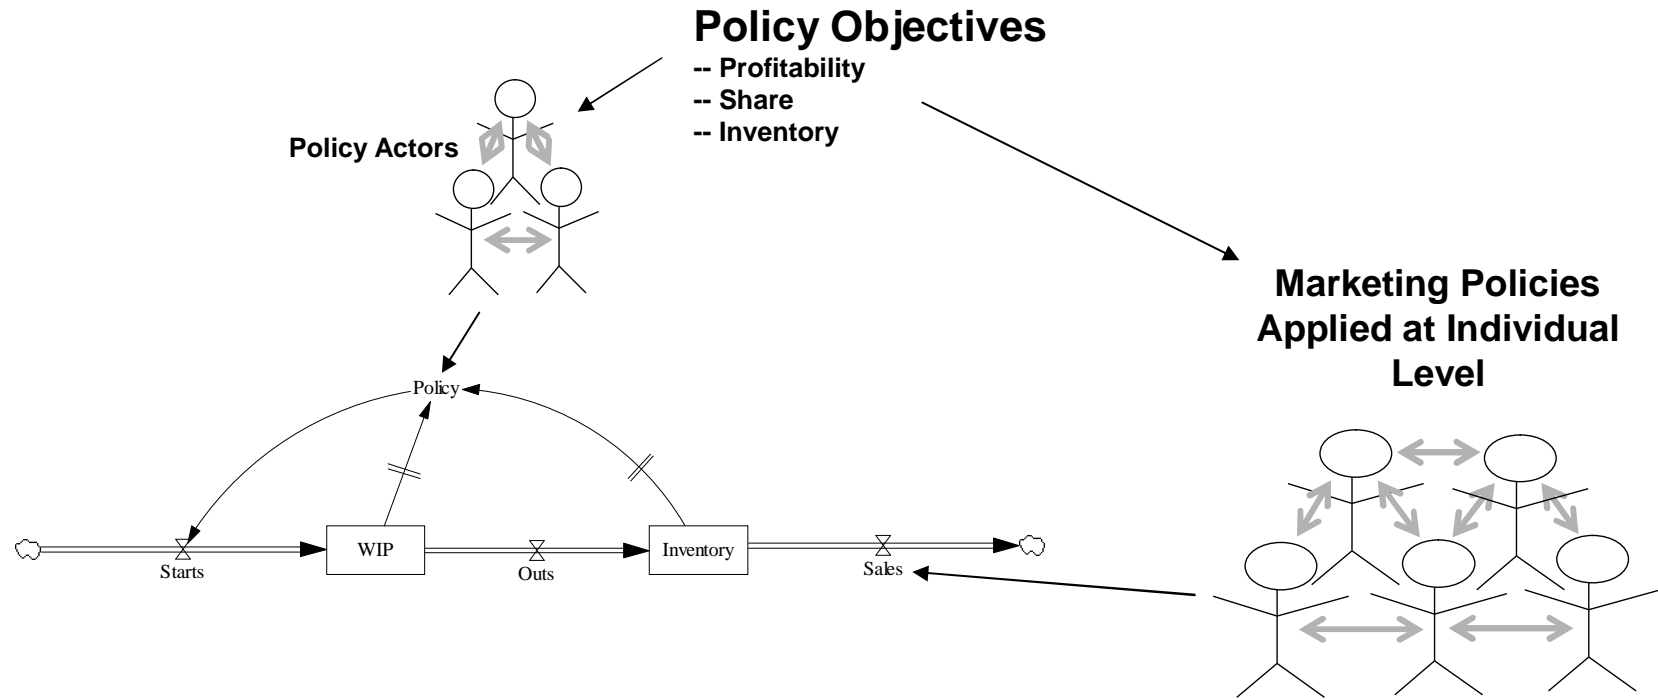 Policy Objectives
-- Profitability
-- Share
-- Inventory
Policy Actors
Marketing Policies
Applied at Individual
Level
Policy
WIP
Inventory
Starts
Outs
Sales